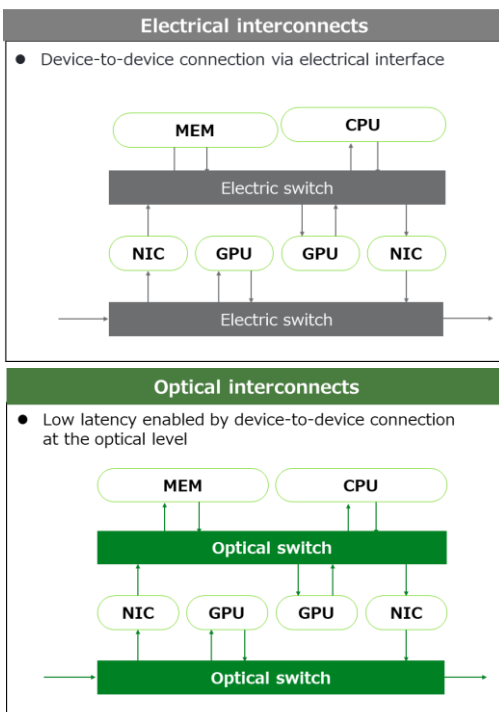 Electrical interconnects
● Device-to-device connection via electrical interface
MEM
CPU
Electric switch
NIC
GPU
GPU
NIC
Electric switch
Optical interconnects
● Low latency enabled by device-to-device connection
at the optical level
MEM
CPU
Optical switch
NIC
GPU
GPU
NIC
Optical switch